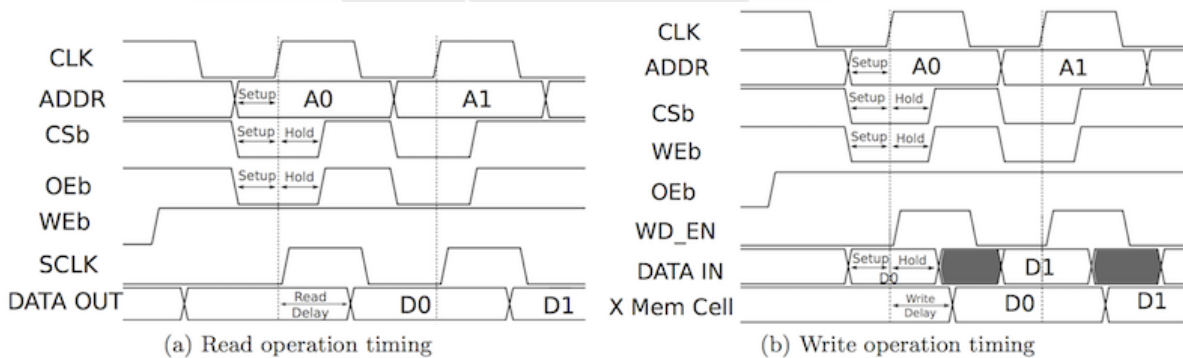 CLK
ADDR
Setup
A0
A1
CSb
Setup
Hold
OEb
Setup
Hold
WEb
SCLK
DATA OUT
Read
Delay
D0
D1
(a) Read operation timing
CLK
ADDR
Setup
A0
A1
CSb
Setup
Hold
WEb
Setup
Hold
OEb
WD_EN
DATA IN
Setup
Hold
D0
D1
X Mem Cell
Write
Delay
D0
D1
(b) Write operation timing